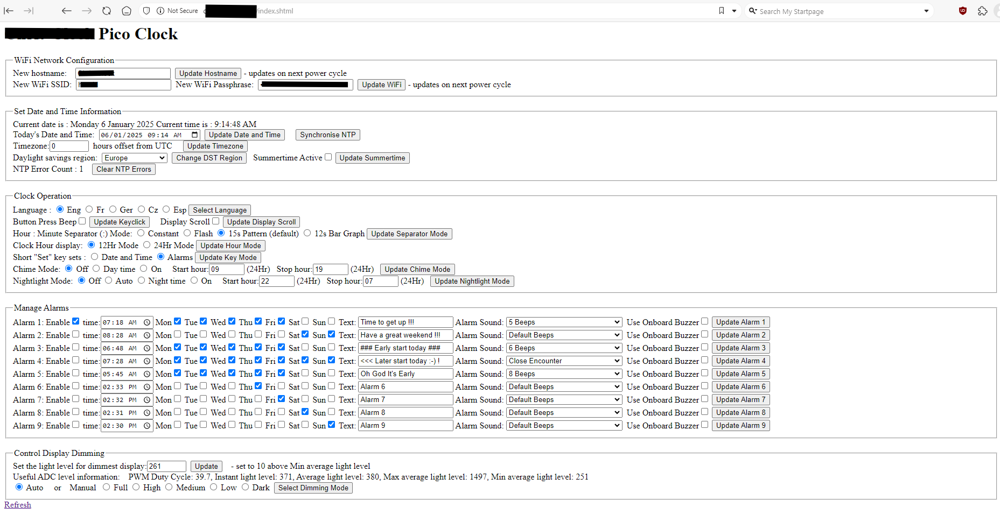 Not Secure /index.shtml Search My Startpage
Pico Clock
WiFi Network Configuration
New hostname: Update Hostname - updates on next power cycle
New WiFi SSID: New WiFi Passphrase: Update WiFi - updates on next power cycle
Set Date and Time Information
Current date is : Monday 6 January 2025 Current time is : 9:14:48 AM
Today's Date and Time: 06/01/2025 09:14 AM Update Date and Time Synchronise NTP
Timezone: 0 hours offset from UTC Update Timezone
Daylight savings region: Europe Change DST Region Summertime Active Update Summertime
NTP Error Count : 1 Clear NTP Errors
Clock Operation
Language : Eng Fr Ger Cz Esp Select Language
Button Press Beep Update Keyclick Display Scroll Update Display Scroll
Hour : Minute Separator (:) Mode: Constant Flash 15s Pattern (default) 12s Bar Graph Update Separator Mode
Clock Hour display: 12Hr Mode 24Hr Mode Update Hour Mode
Short "Set" key sets : Date and Time Alarms Update Key Mode
Chime Mode: Off Day time On Start hour: 09 (24Hr) Stop hour: 19 (24Hr) Update Chime Mode
Nightlight Mode: Off Auto Night time On Start hour: 22 (24Hr) Stop hour: 07 (24Hr) Update Nightlight Mode
Manage Alarms
Alarm 1: Enable time: 07:18 AM Mon Tue Wed Thu Fri Sat Sun Text: Time to get up !!! Alarm Sound: 5 Beeps Use Onboard Buzzer Update Alarm 1
Alarm 2: Enable time: 08:28 AM Mon Tue Wed Thu Fri Sat Sun Text: Have a great weekend !!! Alarm Sound: Default Beeps Use Onboard Buzzer Update Alarm 2
Alarm 3: Enable time: 06:48 AM Mon Tue Wed Thu Fri Sat Sun Text: ### Early start today ### Alarm Sound: 6 Beeps Use Onboard Buzzer Update Alarm 3
Alarm 4: Enable time: 07:28 AM Mon Tue Wed Thu Fri Sat Sun Text: <<< Later start today :-) ! Alarm Sound: Close Encounter Use Onboard Buzzer Update Alarm 4
Alarm 5: Enable time: 05:45 AM Mon Tue Wed Thu Fri Sat Sun Text: Oh God It's Early Alarm Sound: 8 Beeps Use Onboard Buzzer Update Alarm 5
Alarm 6: Enable time: 02:33 PM Mon Tue Wed Thu Fri Sat Sun Text: Alarm 6 Alarm Sound: Default Beeps Use Onboard Buzzer Update Alarm 6
Alarm 7: Enable time: 02:32 PM Mon Tue Wed Thu Fri Sat Sun Text: Alarm 7 Alarm Sound: Default Beeps Use Onboard Buzzer Update Alarm 7
Alarm 8: Enable time: 02:31 PM Mon Tue Wed Thu Fri Sat Sun Text: Alarm 8 Alarm Sound: Default Beeps Use Onboard Buzzer Update Alarm 8
Alarm 9: Enable time: 02:30 PM Mon Tue Wed Thu Fri Sat Sun Text: Alarm 9 Alarm Sound: Default Beeps Use Onboard Buzzer Update Alarm 9
Control Display Dimming
Set the light level for dimmest display: 261 Update - set to 10 above Min average light level
Useful ADC level information: PWM Duty Cycle: 39.7, Instant light level: 371, Average light level: 380, Max average light level: 1497, Min average light level: 251
Auto or Manual Full High Medium Low Dark Select Dimming Mode
Refresh